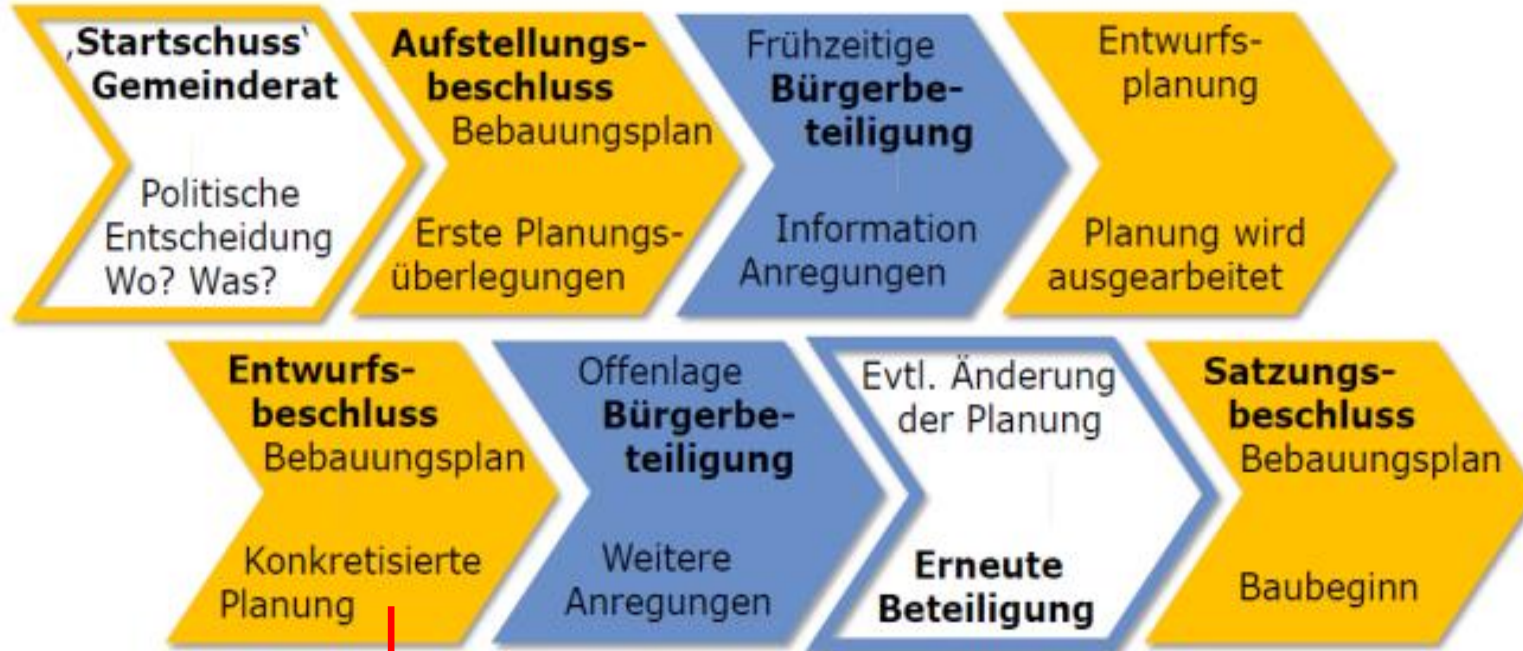 ‚Startschuss‘
Gemeinderat
Politische
Entscheidung
Wo? Was?
Aufstellungs-
beschluss
Bebauungsplan
Erste Planungs-
überlegungen
Frühzeitige
Bürgerbe-
teiligung
Information
Anregungen
Entwurfs-
planung
Planung wird
ausgearbeitet
Entwurfs-
beschluss
Bebauungsplan
Konkretisierte
Planung
Offenlage
Bürgerbe-
teiligung
Weitere
Anregungen
Evtl. Änderung
der Planung
Erneute
Beteiligung
Satzungs-
beschluss
Bebauungsplan
Baubeginn